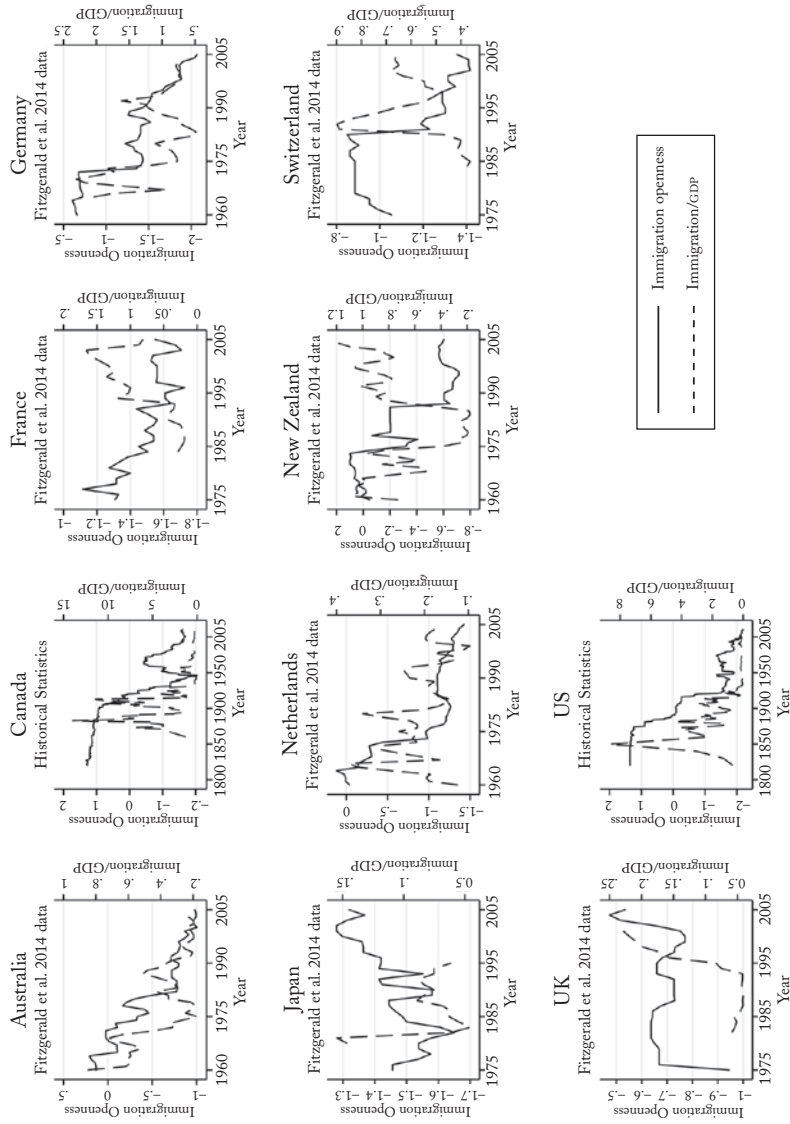 Australia
Fitzgerald et al. 2014 data
Immigration Openness
.5
0
-.5
-1
Immigration/GDP
1
.8
.6
.4
.2
1960 1975 1990 2005
Year
Canada
Historical Statistics
Immigration Openness
2
1
0
-1
-.2
Immigration/GDP
15
10
5
0
1800 1850 1900 1950 2005
Year
France
Fitzgerald et al. 2014 data
Immigration Openness
-1
-1.2
-1.4
-1.6
-1.8
Immigration/GDP
.2
1.5
1
.05
0
1975 1985 1995 2005
Year
Germany
Fitzgerald et al. 2014 data
Immigration Openness
-.5
-1
-1.5
-2
Immigration/GDP
2.5
2
1.5
1
.5
1960 1975 1990 2005
Year
Japan
Fitzgerald et al. 2014 data
Immigration Openness
-1.3
-1.4
-1.5
-1.6
-1.7
Immigration/GDP
.15
.1
0.5
1975 1985 1995 2005
Year
Netherlands
Fitzgerald et al. 2014 data
Immigration Openness
0
-.5
-1
-1.5
Immigration/GDP
.4
.3
.2
.1
1960 1975 1990 2005
Year
New Zealand
Fitzgerald et al. 2014 data
Immigration Openness
2
0
-.2
-.4
-.6
-.8
Immigration/GDP
1.2
1
.8
.6
.4
.2
1960 1975 1990 2005
Year
Switzerland
Fitzgerald et al. 2014 data
Immigration Openness
-.8
-1
-1.2
-1.4
Immigration/GDP
.9
.8
.7
.6
.5
.4
1975 1985 1995 2005
Year
UK
Fitzgerald et al. 2014 data
Immigration Openness
-.5
-.6
-.7
-.8
-.9
-1
Immigration/GDP
.25
.2
.15
.1
0.5
1975 1985 1995 2005
Year
US
Historical Statistics
Immigration Openness
2
1
0
-1
-2
Immigration/GDP
8
6
4
2
0
1800 1850 1900 1950 2005
Year
Immigration openness
Immigration/GDP